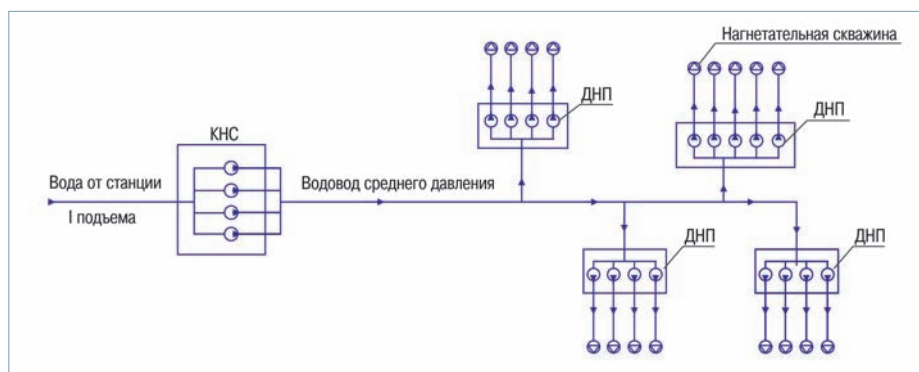 Нагнетательная скважина
ДНП
ДНП
КНС
Вода от станции
I подъема
Водовод среднего давления
ДНП
ДНП